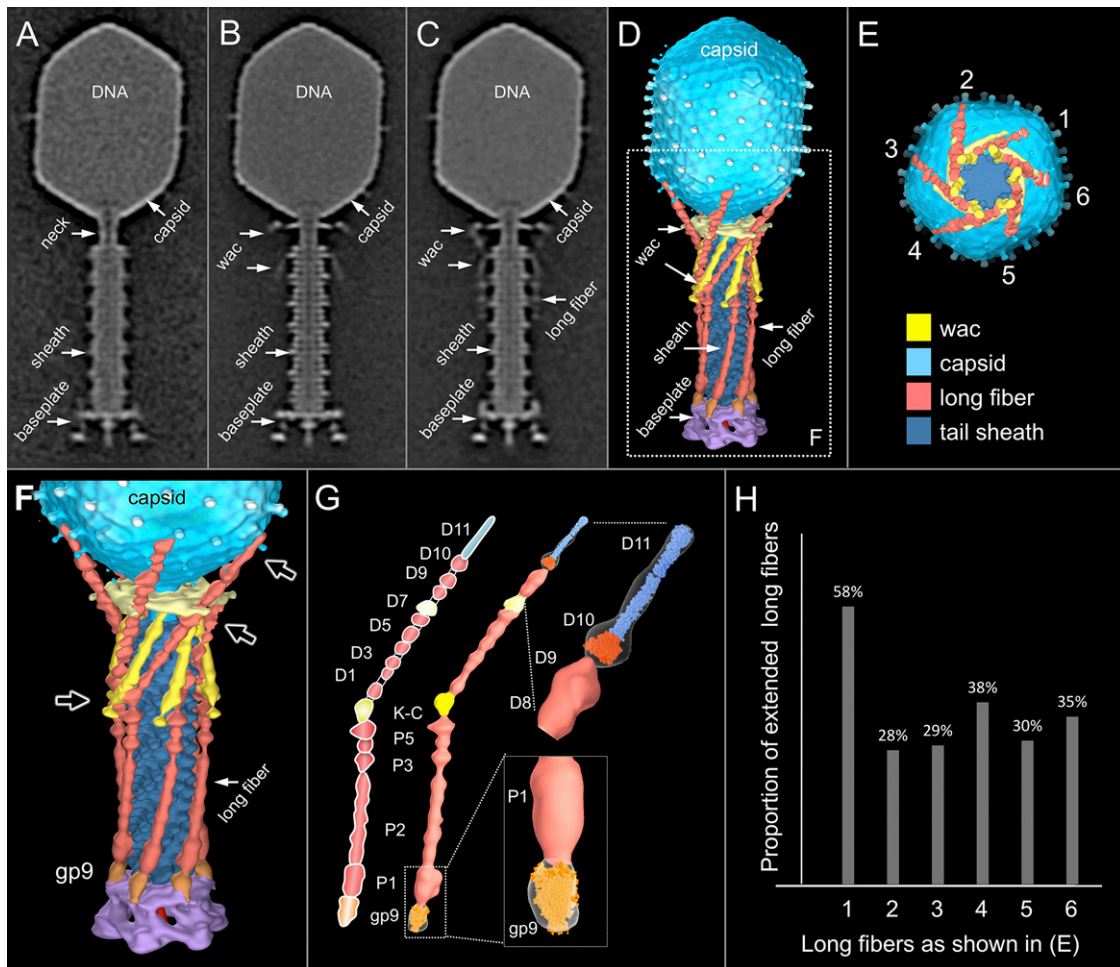 A
DNA
neck
capsid
sheath
baseplate
B
DNA
wac
capsid
sheath
baseplate
C
DNA
wac
capsid
long fiber
sheath
baseplate
D
capsid
wac
sheath
long fiber
baseplate
F
E
2
1
3
6
4
5
wac
capsid
long fiber
tail sheath
F
capsid
long fiber
gp9
G
D11
D10
D9
D7
D5
D3
D1
K-C
P5
P3
P2
P1
gp9
D11
D10
D9
D8
P1
gp9
H
Proportion of extended long fibers
58%
28%
29%
38%
30%
35%
1 2 3 4 5 6
Long fibers as shown in (E)